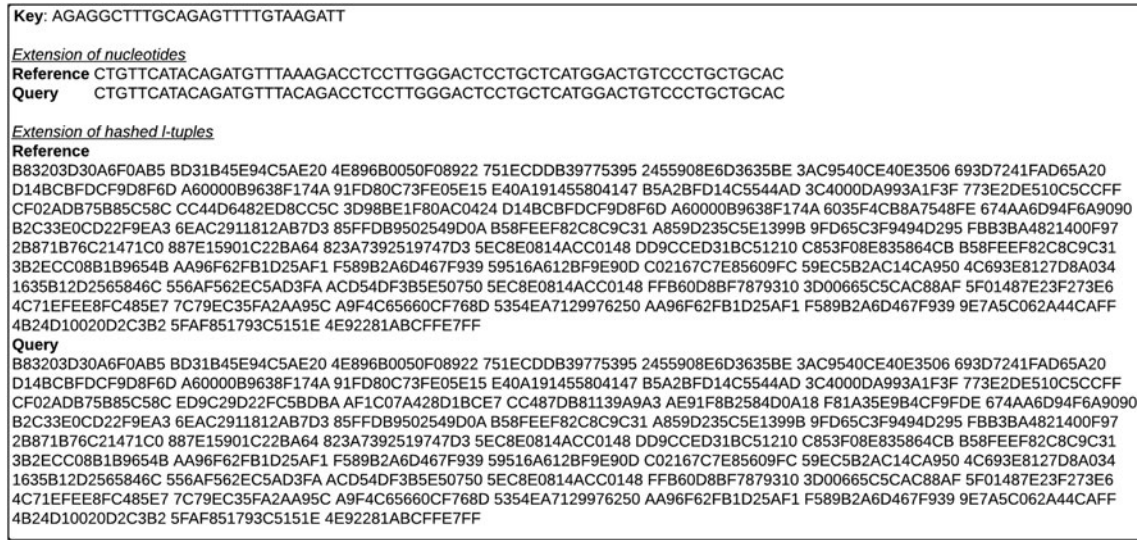 Key: AGAGGCTTTGCAGAGTTTTGTAAGATT
Extension of nucleotides
Reference CTGTTCATACAGATGTTTAAAGACCTCCTTGGGACTCCTGCTCATGGACTGTCCCTGCTGCAC
Query CTGTTCATACAGATGTTTACAGACCTCCTTGGGACTCCTGCTCATGGACTGTCCCTGCTGCAC
Extension of hashed l-tuples
Reference
B83203D30A6F0AB5 BD31B45E94C5AE20 4E896B0050F08922 751ECDDB39775395 2455908E6D3635BE 3AC9540CE40E3506 693D7241FAD65A20
D14BCBFDCF9D8F6D A60000B9638F174A 91FD80C73FE05E15 E40A191455804147 B5A2BFD14C5544AD 3C4000DA993A1F3F 773E2DE510C5CCFF
CF02ADB75B85C58C CC44D6482ED8CC5C 3D98BE1F80AC0424 D14BCBFDCF9D8F6D A60000B9638F174A 6035F4CB8A7548FE 674AA6D94F6A9090
B2C33E0CD22F9EA3 6EAC2911812AB7D3 85FFDB9502549D0A B58FEEF82C8C9C31 A859D235C5E1399B 9FD65C3F9494D295 FBB3BA4821400F97
2B871B76C21471C0 887E15901C22BA64 823A7392519747D3 5EC8E0814ACC0148 DD9CCED31BC51210 C853F08E835864CB B58FEEF82C8C9C31
3B2ECC08B1B9654B AA96F62FB1D25AF1 F589B2A6D467F939 59516A612BF9E90D C02167C7E85609FC 59EC5B2AC14CA950 4C693E8127D8A034
1635B12D2565846C 556AF562EC5AD3FA ACD54DF3B5E50750 5EC8E0814ACC0148 FFB60D8BF7879310 3D00665C5CAC88AF 5F01487E23F273E6
4C71EFEE8FC485E7 7C79EC35FA2AA95C A9F4C65660CF768D 5354EA7129976250 AA96F62FB1D25AF1 F589B2A6D467F939 9E7A5C062A44CAFF
4B24D10020D2C3B2 5FAF851793C5151E 4E92281ABCFFE7FF
Query
B83203D30A6F0AB5 BD31B45E94C5AE20 4E896B0050F08922 751ECDDB39775395 2455908E6D3635BE 3AC9540CE40E3506 693D7241FAD65A20
D14BCBFDCF9D8F6D A60000B9638F174A 91FD80C73FE05E15 E40A191455804147 B5A2BFD14C5544AD 3C4000DA993A1F3F 773E2DE510C5CCFF
CF02ADB75B85C58C ED9C29D22FC5BDBA AF1C07A428D1BCE7 CC487DB81139A9A3 AE91F8B2584D0A18 F81A35E9B4CF9FDE 674AA6D94F6A9090
B2C33E0CD22F9EA3 6EAC2911812AB7D3 85FFDB9502549D0A B58FEEF82C8C9C31 A859D235C5E1399B 9FD65C3F9494D295 FBB3BA4821400F97
2B871B76C21471C0 887E15901C22BA64 823A7392519747D3 5EC8E0814ACC0148 DD9CCED31BC51210 C853F08E835864CB B58FEEF82C8C9C31
3B2ECC08B1B9654B AA96F62FB1D25AF1 F589B2A6D467F939 59516A612BF9E90D C02167C7E85609FC 59EC5B2AC14CA950 4C693E8127D8A034
1635B12D2565846C 556AF562EC5AD3FA ACD54DF3B5E50750 5EC8E0814ACC0148 FFB60D8BF7879310 3D00665C5CAC88AF 5F01487E23F273E6
4C71EFEE8FC485E7 7C79EC35FA2AA95C A9F4C65660CF768D 5354EA7129976250 AA96F62FB1D25AF1 F589B2A6D467F939 9E7A5C062A44CAFF
4B24D10020D2C3B2 5FAF851793C5151E 4E92281ABCFFE7FF